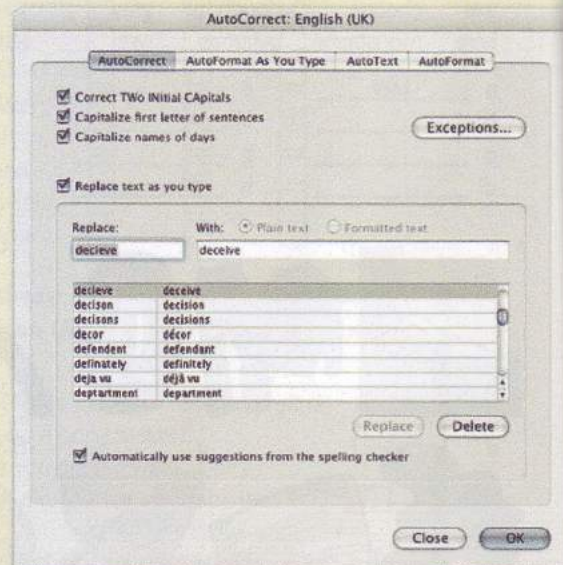 AutoCorrect: English (UK)
AutoCorrect AutoFormat As You Type AutoText AutoFormat
Correct TWo INitial CApitals
Capitalize first letter of sentences
Exceptions...
Capitalize names of days
Replace text as you type
Replace: With: Plain text Formatted text
decieve deceive
decieve deceive
decison decision
decisons decisions
decor décor
defendent defendant
definately definitely
deja vu déjà vu
deptartment department
Replace Delete
Automatically use suggestions from the spelling checker
Close OK